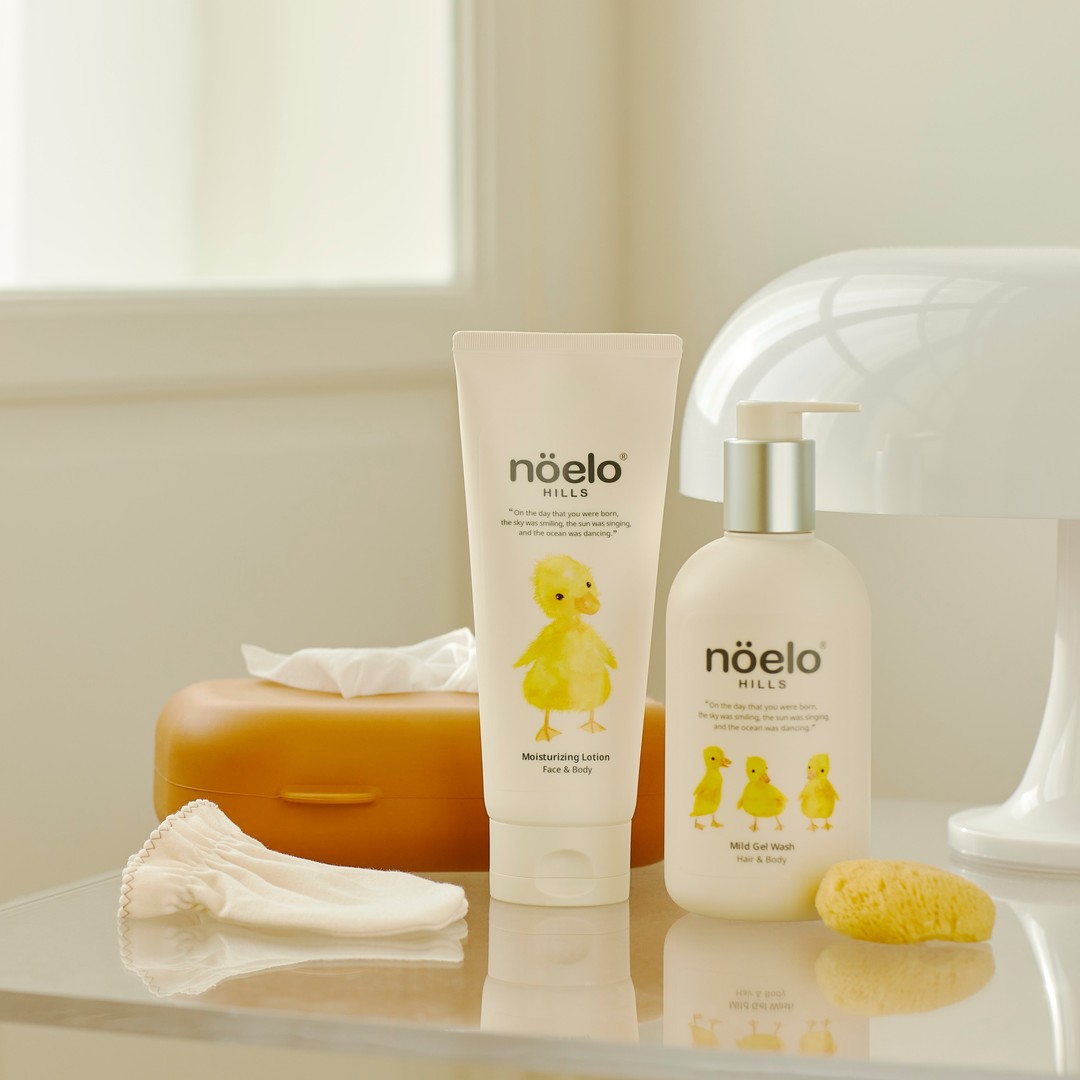 nöelo®
HILLS
“On the day that you were born,
the sky was smiling, the sun was singing,
and the ocean was dancing.”
Moisturizing Lotion
Face & Body
nöelo®
HILLS
“On the day that you were born,
the sky was smiling, the sun was singing,
and the ocean was dancing.”
Mild Gel Wash
Hair & Body